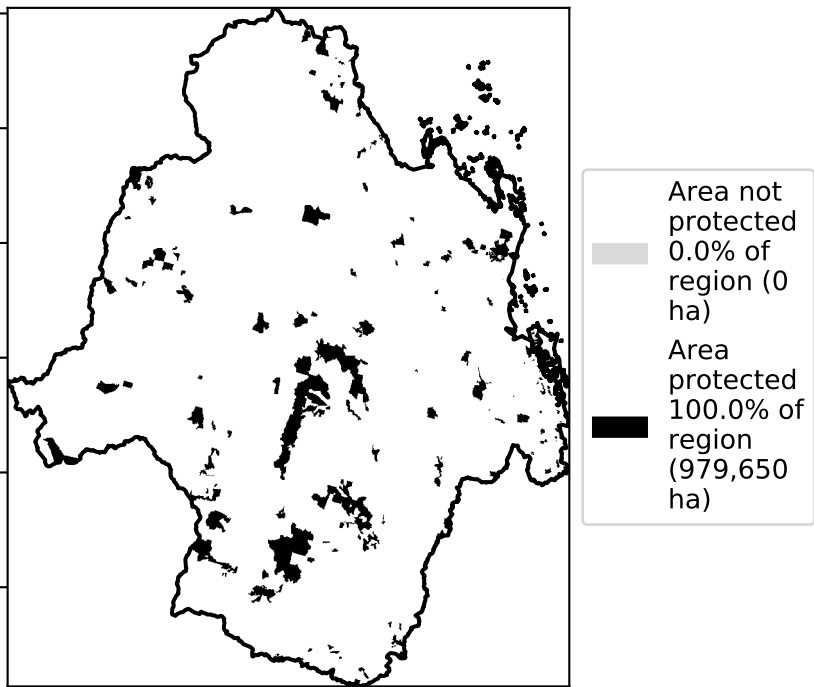 Area not
protected
0.0% of
region (0
ha)
Area
protected
100.0% of
region
(979,650
ha)